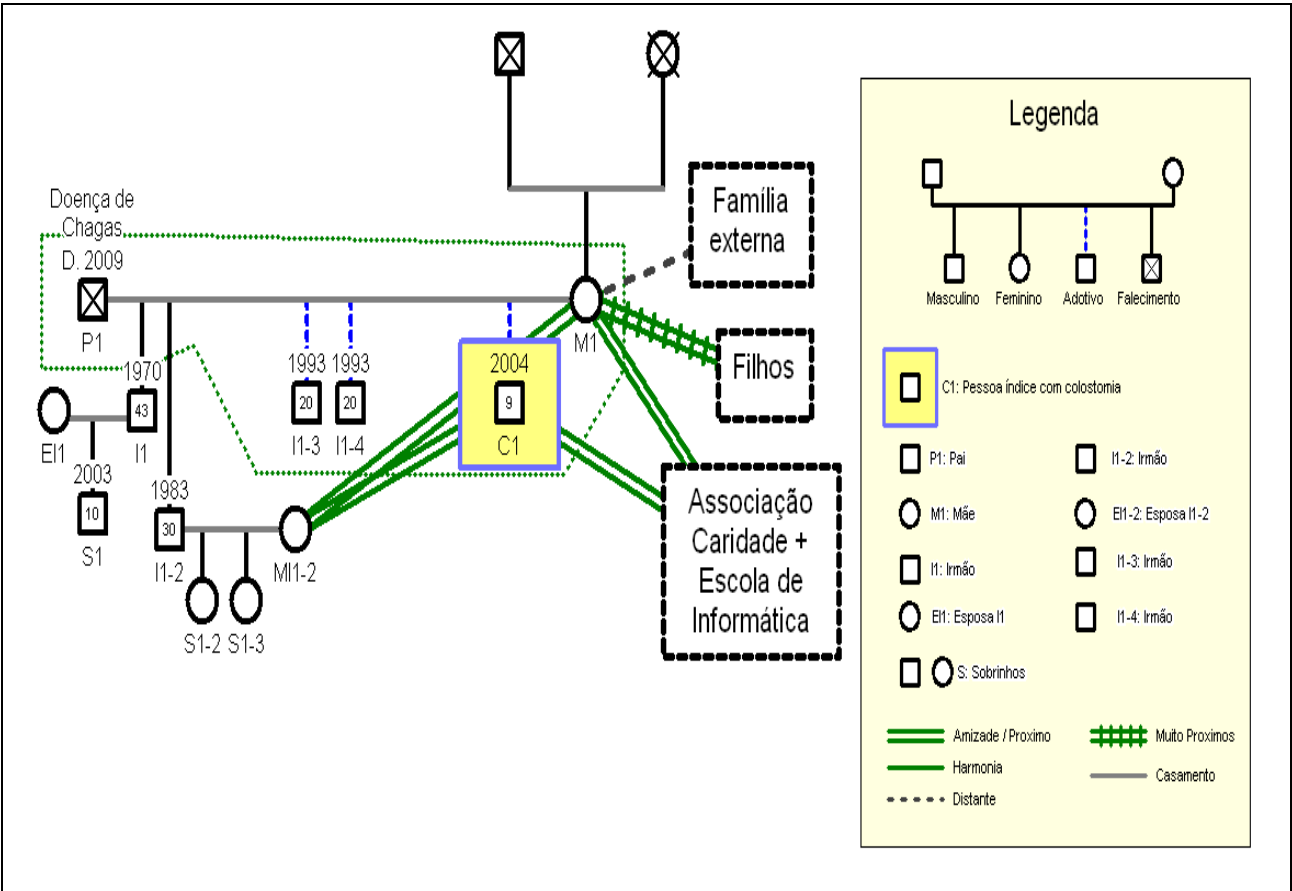 Doença de
Chagas
D. 2009
P1
1970
43
I1
EI1
2003
10
S1
1983
30
I1-2
S1-2
S1-3
MI1-2
1993
20
I1-3
1993
20
I1-4
2004
9
C1
M1
Família
externa
Filhos
Associação
Caridade +
Escola de
Informática
Legenda
Masculino
Feminino
Adotivo
Falecimento
C1: Pessoa índice com colostomia
P1: Pai
M1: Mãe
I1: Irmão
EI1: Esposa I1
S: Sobrinhos
I1-2: Irmão
EI1-2: Esposa I1-2
I1-3: Irmão
I1-4: Irmão
Amizade / Proximo
Harmonia
Distante
Muito Proximos
Casamento